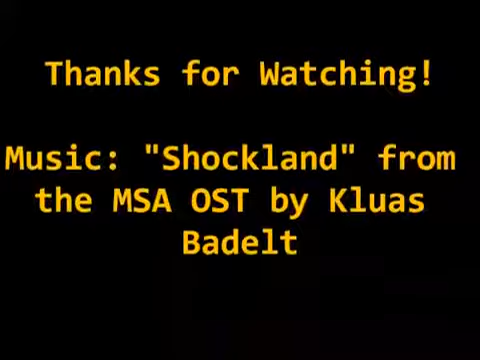 Thanks for Watching!
Music: "Shockland" from
the MSA OST by Kluas
Badelt